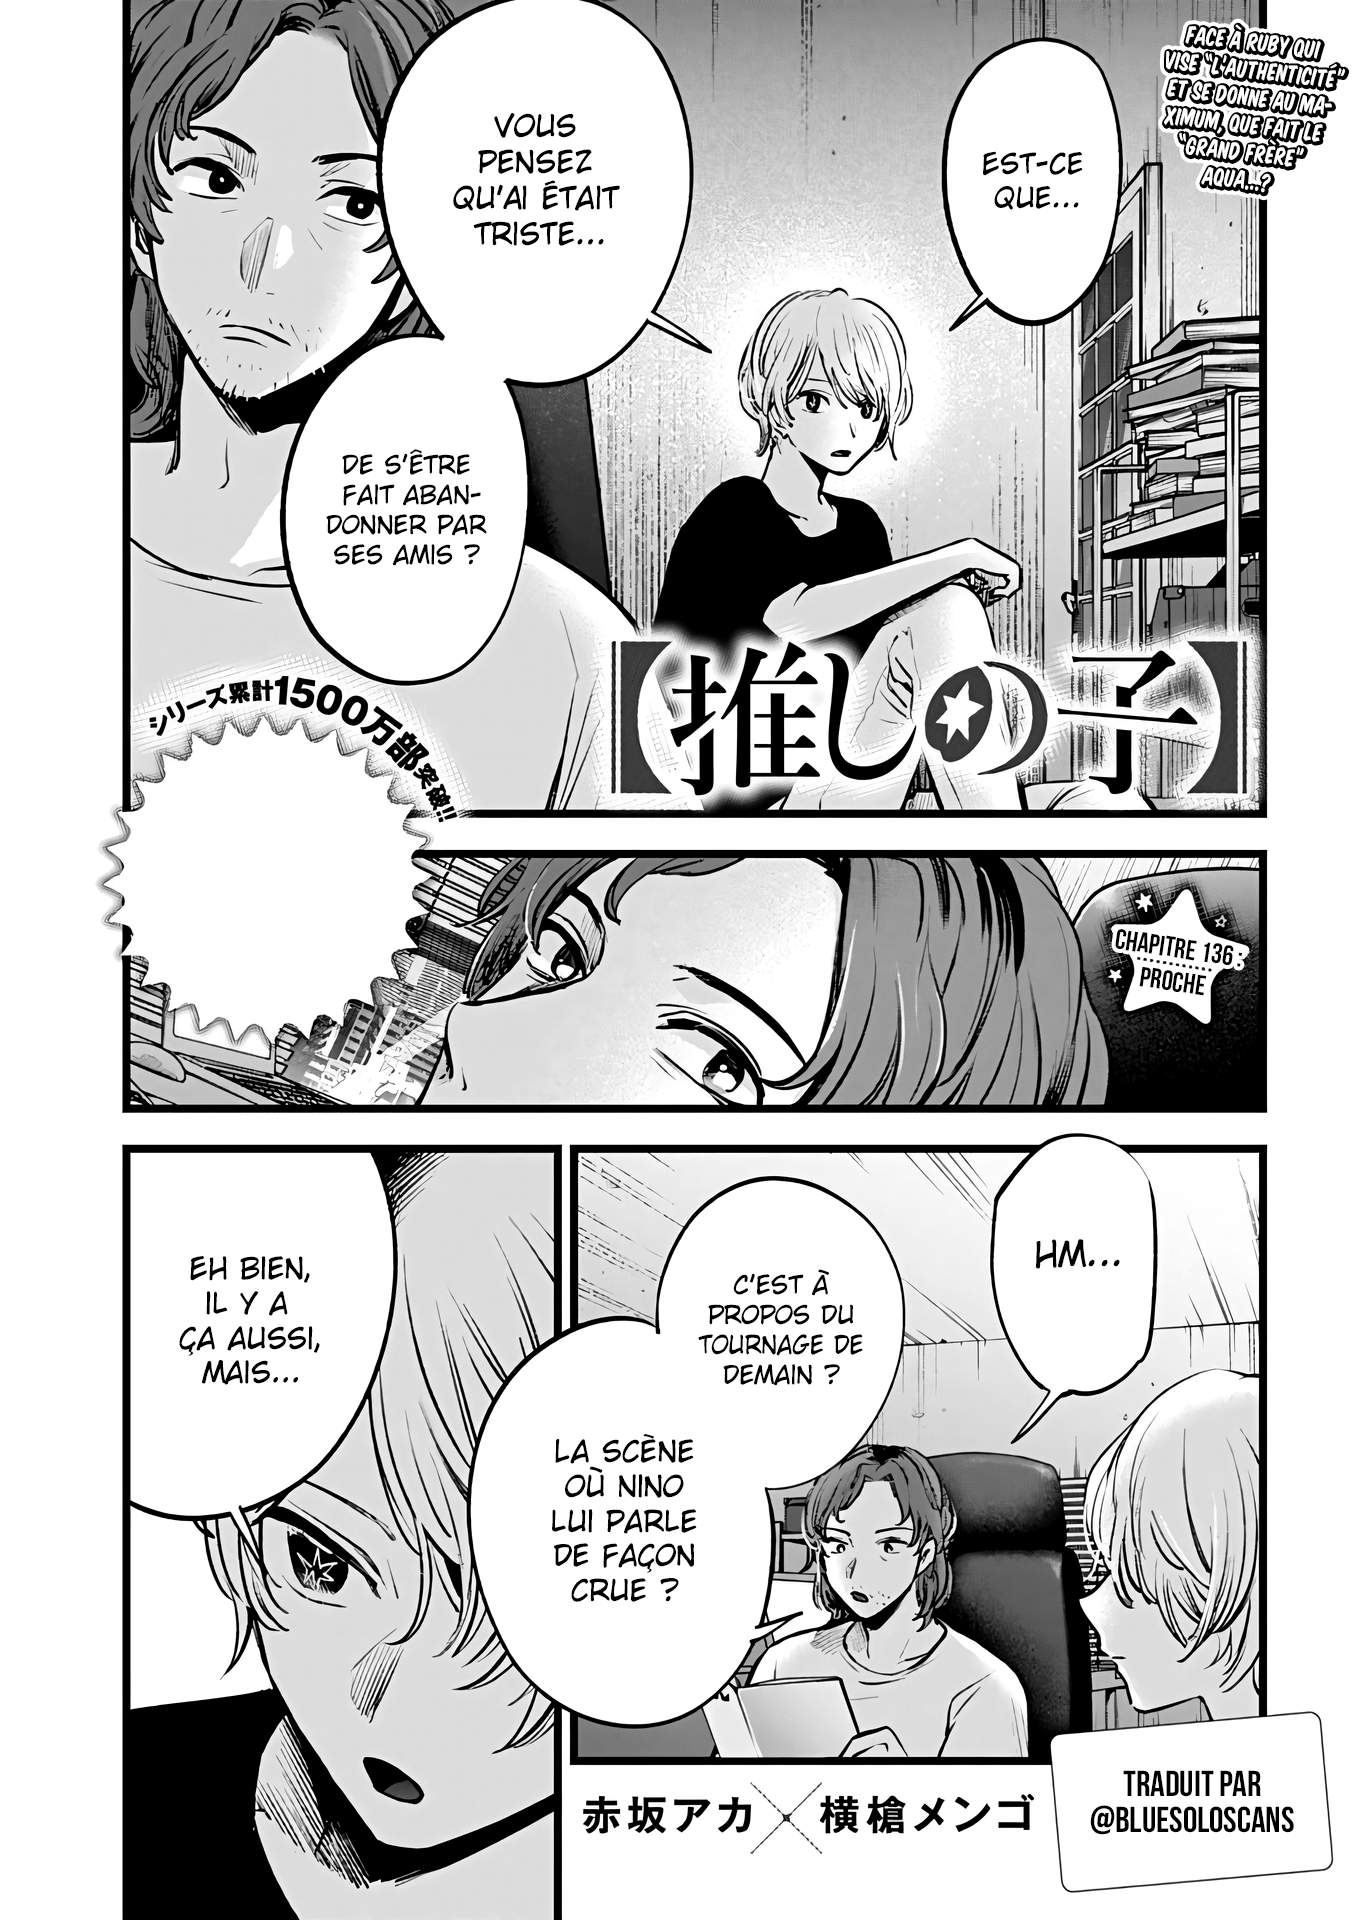 FACE À RUBY QUI
VISE "L'AUTHENTICITÉ"
ET SE DONNE AU MA-
XIMUM, QUE FAIT LE
"GRAND FRÈRE"
AQUA...?
EST-CE
QUE...
VOUS
PENSEZ
QU'AI ÉTAIT
TRISTE...
DE S'ÊTRE
FAIT ABAN-
DONNER PAR
SES AMIS ?
【推しの子】
シリーズ累計1500万部突破!!
CHAPITRE 136 :
PROCHE
HM...
C'EST À
PROPOS DU
TOURNAGE DE
DEMAIN ?
LA SCÈNE
OÙ NINO
LUI PARLE
DE FAÇON
CRUE ?
EH BIEN,
IL Y A
ÇA AUSSI,
MAIS...
赤坂アカ×横槍メンゴ
TRADUIT PAR
@BLUESOLOSCANS